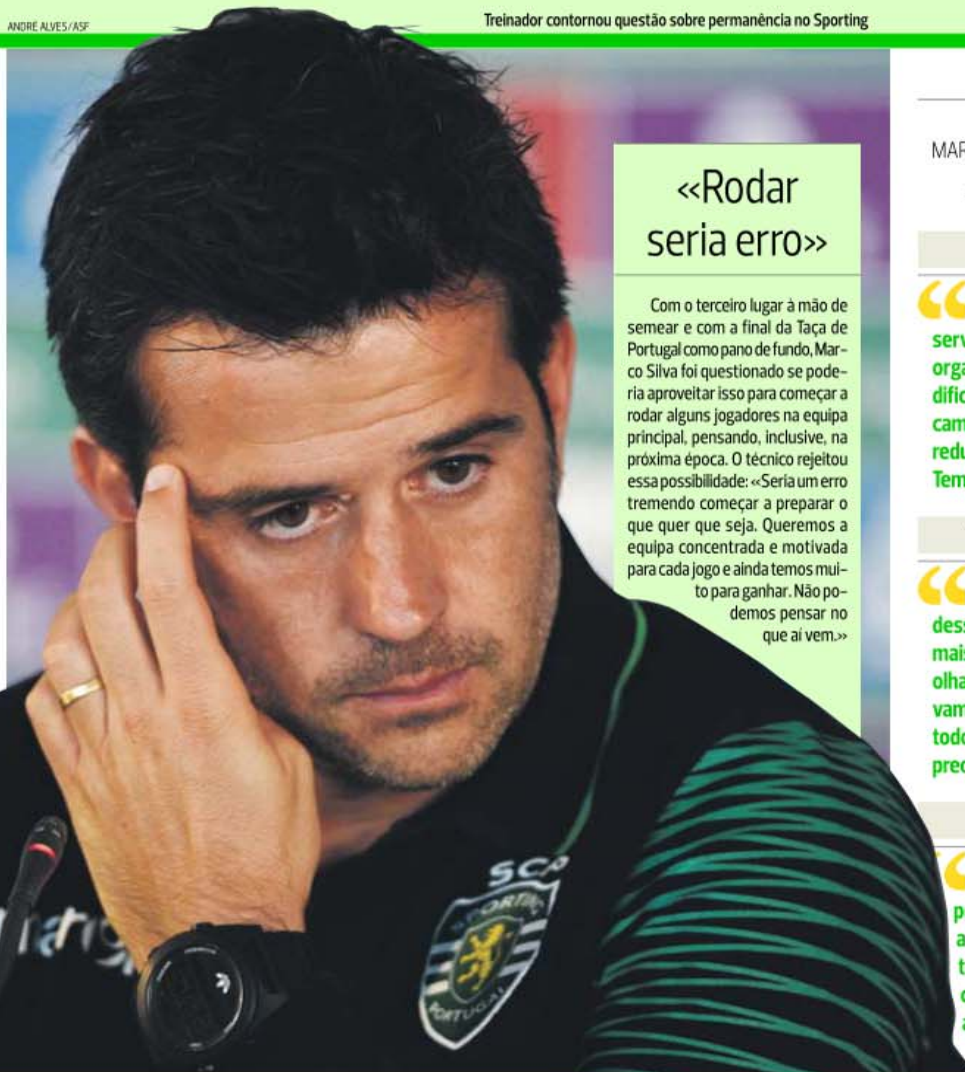 ANDRÉ ALVES/ASF
Treinador contornou questão sobre permanência no Sporting
«Rodar
seria erro»
Com o terceiro lugar à mão de
semear e com a final da Taça de
Portugal como pano de fundo, Mar-
co Silva foi questionado se pode-
ria aproveitar isso para começar a
rodar alguns jogadores na equipa
principal, pensando, inclusive, na
próxima época. O técnico rejeitou
essa possibilidade: «Seria um erro
tremendo começar a preparar o
que quer que seja. Queremos a
equipa concentrada e motivada
para cada jogo e ainda temos mui-
to para ganhar. Não po-
demos pensar no
que aí vem.»
SCP
SPORTING
PORTUGAL
MAR
serv
orga
dific
cam
redu
Tem
dess
mais
olha
vam
todo
prec